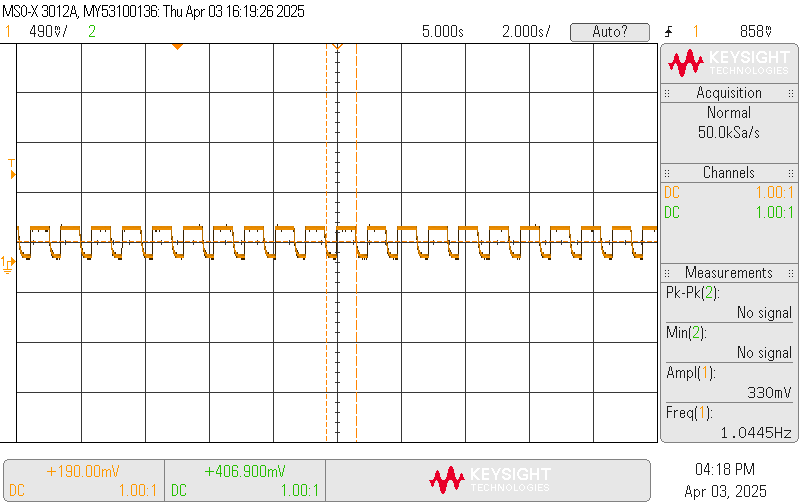 MSO-X 3012A, MY53100136: Thu Apr 03 16:19:26 2025
1 490mV/ 2 5.000s 2.000s/ Auto? 1 858mV
KEYSIGHT
TECHNOLOGIES
Acquisition
Normal
50.0kSa/s
Channels
DC 1.00:1
DC 1.00:1
Measurements
Pk-Pk(2):
No signal
Min(2):
No signal
Ampl(1):
330mV
Freq(1):
1.0445Hz
T
1
+190.00mV
DC 1.00:1
+406.900mV
DC 1.00:1
KEYSIGHT
TECHNOLOGIES
04:18 PM
Apr 03, 2025